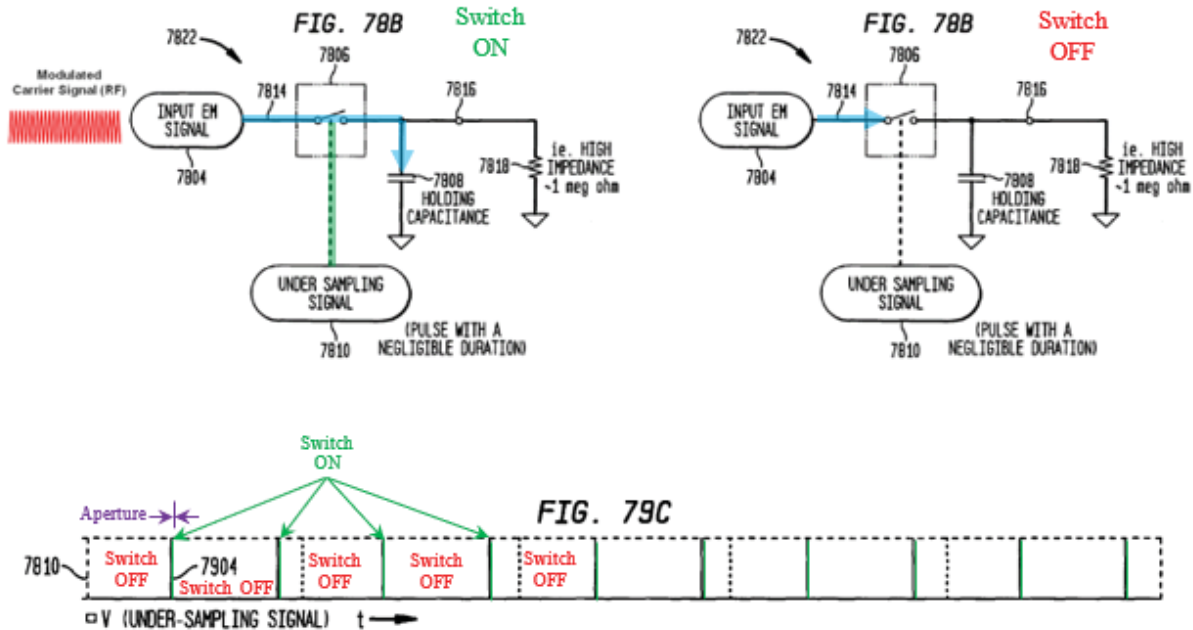 FIG. 78B
Switch
ON
7822
7806
Modulated
Carrier Signal (RF)
INPUT EM
SIGNAL
7814
7816
7804
7808
HOLDING
CAPACITANCE
7818
ie. HIGH
IMPEDANCE
~1 meg ohm
UNDER SAMPLING
SIGNAL
7810
(PULSE WITH A
NEGLIGIBLE DURATION)
FIG. 78B
Switch
OFF
7822
7806
INPUT EM
SIGNAL
7814
7816
7804
7808
HOLDING
CAPACITANCE
7818
ie. HIGH
IMPEDANCE
~1 meg ohm
UNDER SAMPLING
SIGNAL
7810
(PULSE WITH A
NEGLIGIBLE DURATION)
Switch
ON
Aperture
FIG. 79C
7810
Switch
OFF
7904
Switch OFF
Switch
OFF
Switch
OFF
Switch
OFF
V (UNDER-SAMPLING SIGNAL) t